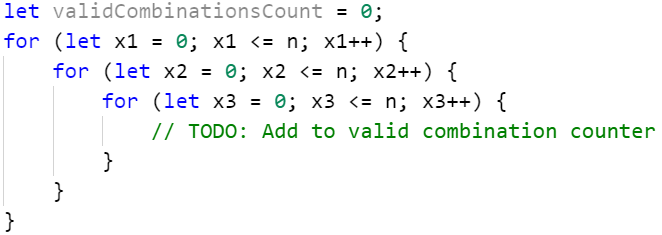 let validCombinationsCount = 0;
for (let x1 = 0; x1 <= n; x1++) {
    for (let x2 = 0; x2 <= n; x2++) {
        for (let x3 = 0; x3 <= n; x3++) {
            // TODO: Add to valid combination counter
        }
    }
}